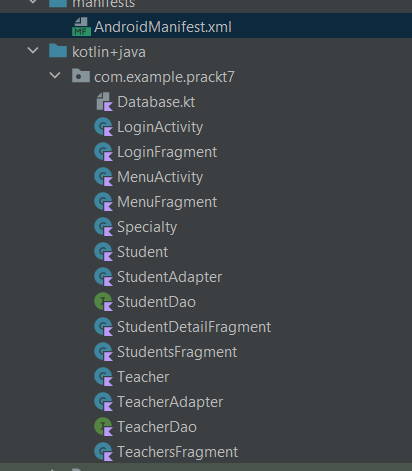 manifests
AndroidManifest.xml
kotlin+java
com.example.prackt7
Database.kt
LoginActivity
LoginFragment
MenuActivity
MenuFragment
Specialty
Student
StudentAdapter
StudentDao
StudentDetailFragment
StudentsFragment
Teacher
TeacherAdapter
TeacherDao
TeachersFragment